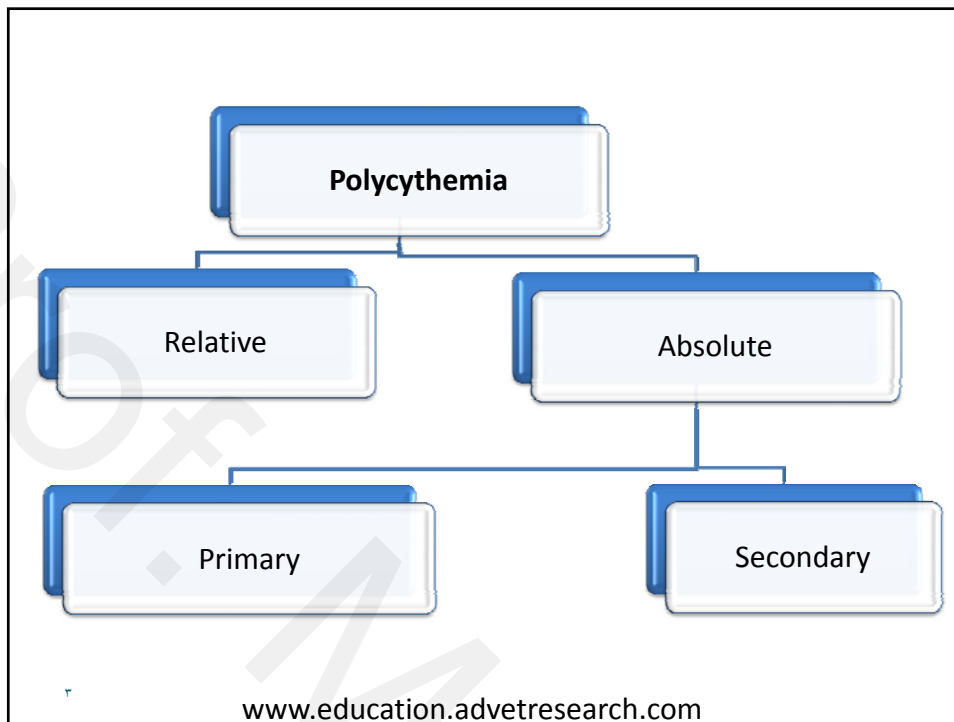 Polycythemia
Relative
Absolute
Primary
Secondary
٣
www.education.advetresearch.com